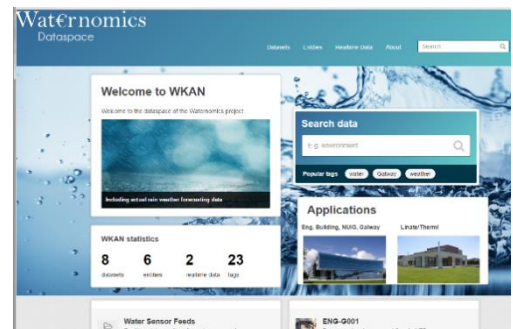 Wat€rnomics
Dataspace
Datasets Entities Realtime Data About Search
Welcome to WKAN
Welcome to the dataspace of the Waternomics project
Including actual rain weather forecasting data
Search data
E.g. environment
Popular tags water Galway weather
WKAN statistics
8 6 2 23
datasets entities realtime data tags
Applications
Eng. Building, NUIG, Galway Linate/Thermi
Water Sensor Feeds
ENG-G001